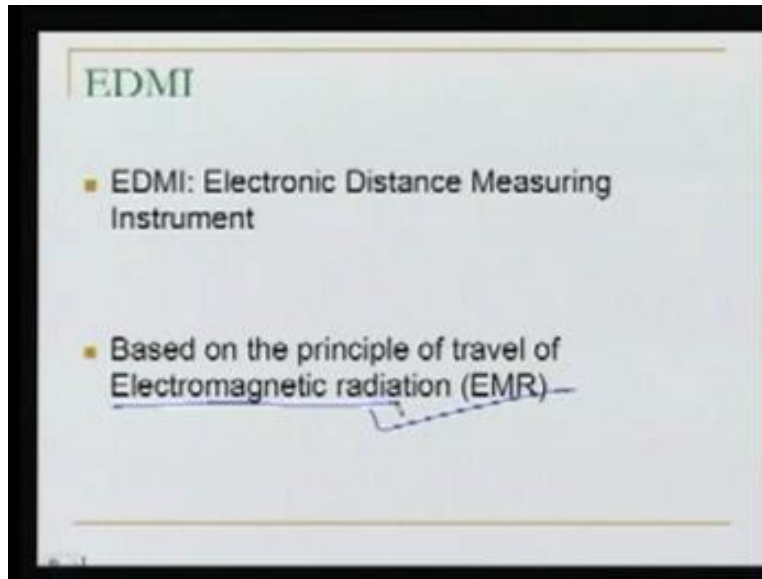 EDMI
EDMI: Electronic Distance Measuring
Instrument
Based on the principle of travel of
Electromagnetic radiation (EMR)